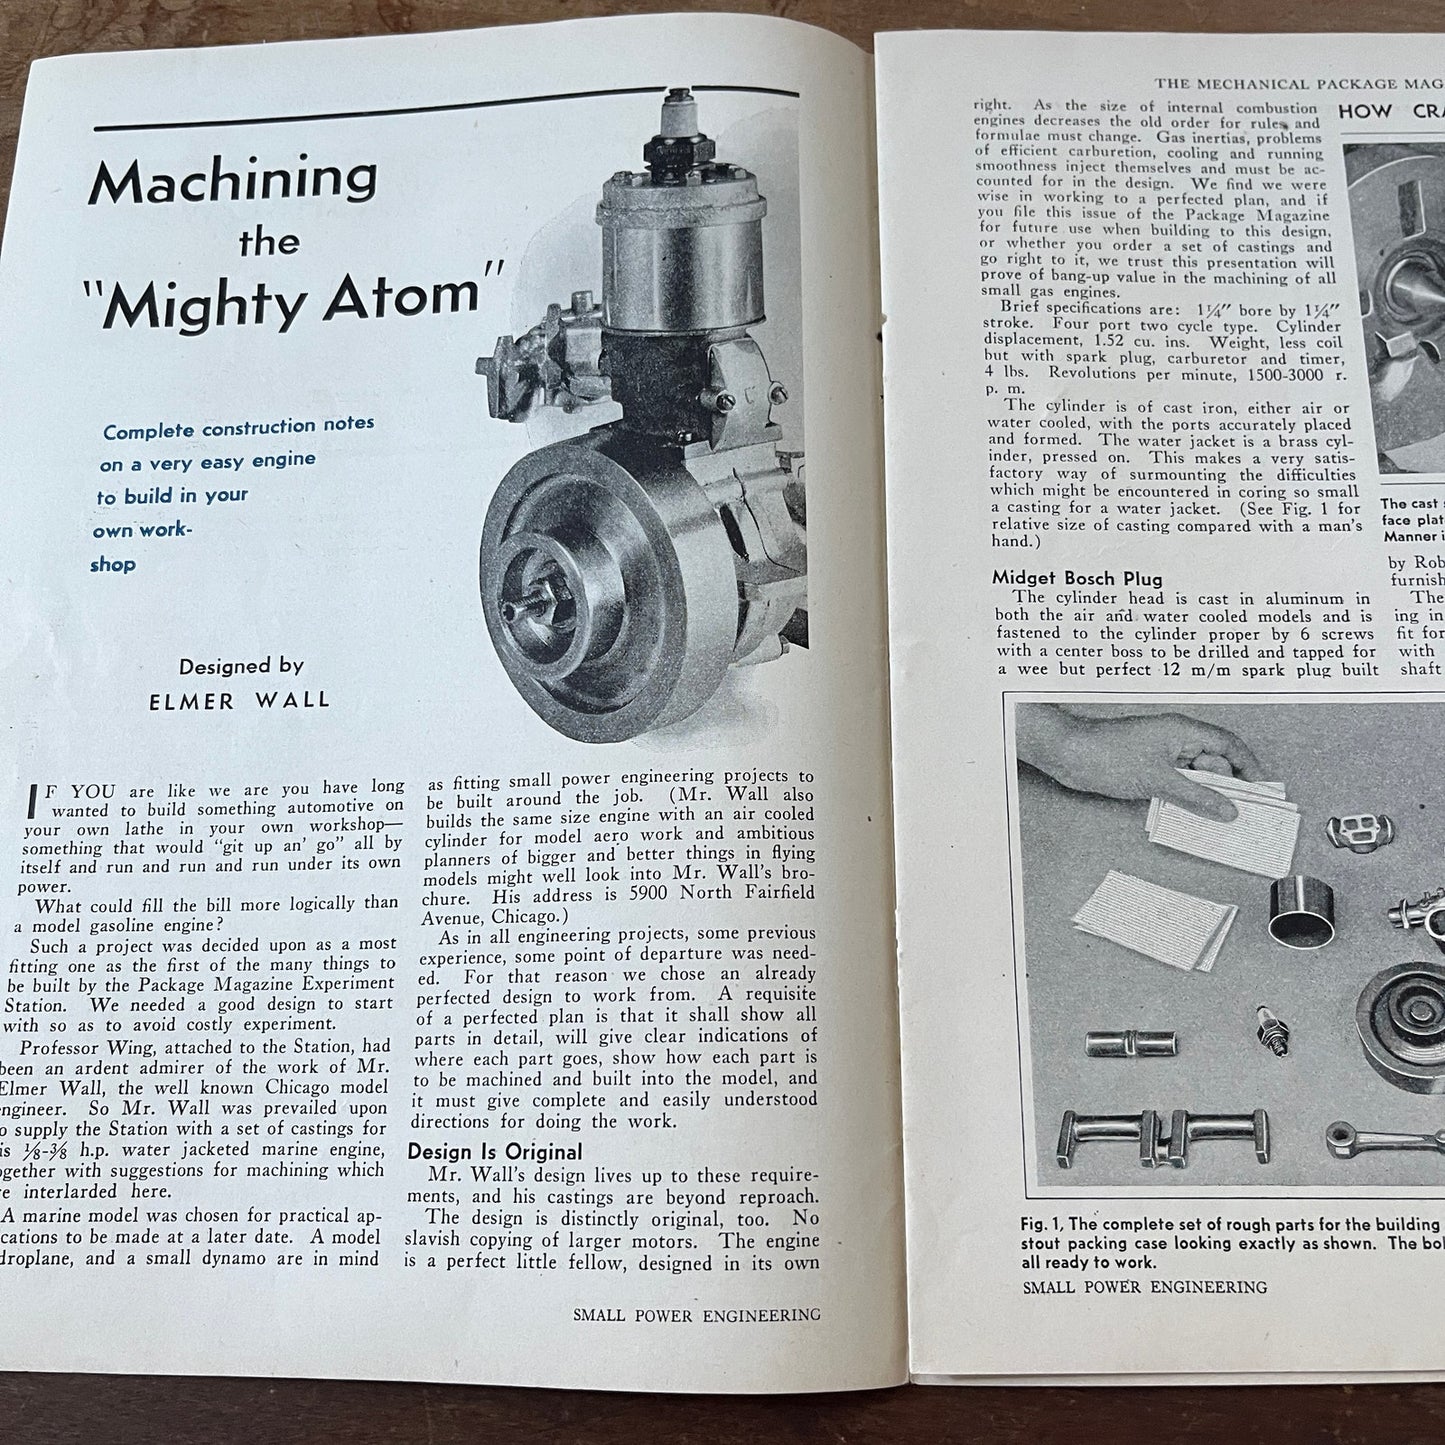 Machining
the
"Mighty Atom"
Complete construction notes
on a very easy engine
to build in your
own work-
shop
Designed by
ELMER WALL
IF YOU are like we are you have long
wanted to build something automotive on
your own lathe in your own workshop—
something that would "git up an' go" all by
itself and run and run and run under its own
power.
What could fill the bill more logically than
a model gasoline engine?
Such a project was decided upon as a most
fitting one as the first of the many things to
be built by the Package Magazine Experiment
Station. We needed a good design to start
with so as to avoid costly experiment.
Professor Wing, attached to the Station, had
been an ardent admirer of the work of Mr.
Elmer Wall, the well known Chicago model
engineer. So Mr. Wall was prevailed upon
to supply the Station with a set of castings for
is ⅛-⅜ h.p. water jacketed marine engine,
ogether with suggestions for machining which
re interlarded here.
A marine model was chosen for practical ap-
cations to be made at a later date. A model
droplane, and a small dynamo are in mind
as fitting small power engineering projects to
be built around the job. (Mr. Wall also
builds the same size engine with an air cooled
cylinder for model aero work and ambitious
planners of bigger and better things in flying
models might well look into Mr. Wall's bro-
chure. His address is 5900 North Fairfield
Avenue, Chicago.)
As in all engineering projects, some previous
experience, some point of departure was need-
ed. For that reason we chose an already
perfected design to work from. A requisite
of a perfected plan is that it shall show all
parts in detail, will give clear indications of
where each part goes, show how each part is
to be machined and built into the model, and
it must give complete and easily understood
directions for doing the work.
Design Is Original
Mr. Wall's design lives up to these require-
ments, and his castings are beyond reproach.
The design is distinctly original, too. No
slavish copying of larger motors. The engine
is a perfect little fellow, designed in its own
SMALL POWER ENGINEERING
THE MECHANICAL PACKAGE MAG
right. As the size of internal combustion
engines decreases the old order for rules and
formulae must change. Gas inertias, problems
of efficient carburetion, cooling and running
smoothness inject themselves and must be ac-
counted for in the design. We find we were
wise in working to a perfected plan, and if
you file this issue of the Package Magazine
for future use when building to this design,
or whether you order a set of castings and
go right to it, we trust this presentation will
prove of bang-up value in the machining of all
small gas engines.
Brief specifications are: 1¼" bore by 1¼"
stroke. Four port two cycle type. Cylinder
displacement, 1.52 cu. ins. Weight, less coil
but with spark plug, carburetor and timer,
4 lbs. Revolutions per minute, 1500-3000 r.
p. m.
The cylinder is of cast iron, either air or
water cooled, with the ports accurately placed
and formed. The water jacket is a brass cyl-
inder, pressed on. This makes a very satis-
factory way of surmounting the difficulties
which might be encountered in coring so small
a casting for a water jacket. (See Fig. 1 for
relative size of casting compared with a man's
hand.)
Midget Bosch Plug
The cylinder head is cast in aluminum in
both the air and water cooled models and is
fastened to the cylinder proper by 6 screws
with a center boss to be drilled and tapped for
a wee but perfect 12 m/m spark plug built
HOW CRA
The cast
face plat
Manner i
by Rob
furnish
The
ing in
fit for
with
shaft
Fig. 1, The complete set of rough parts for the building
stout packing case looking exactly as shown. The bol
all ready to work.
SMALL POWER ENGINEERING